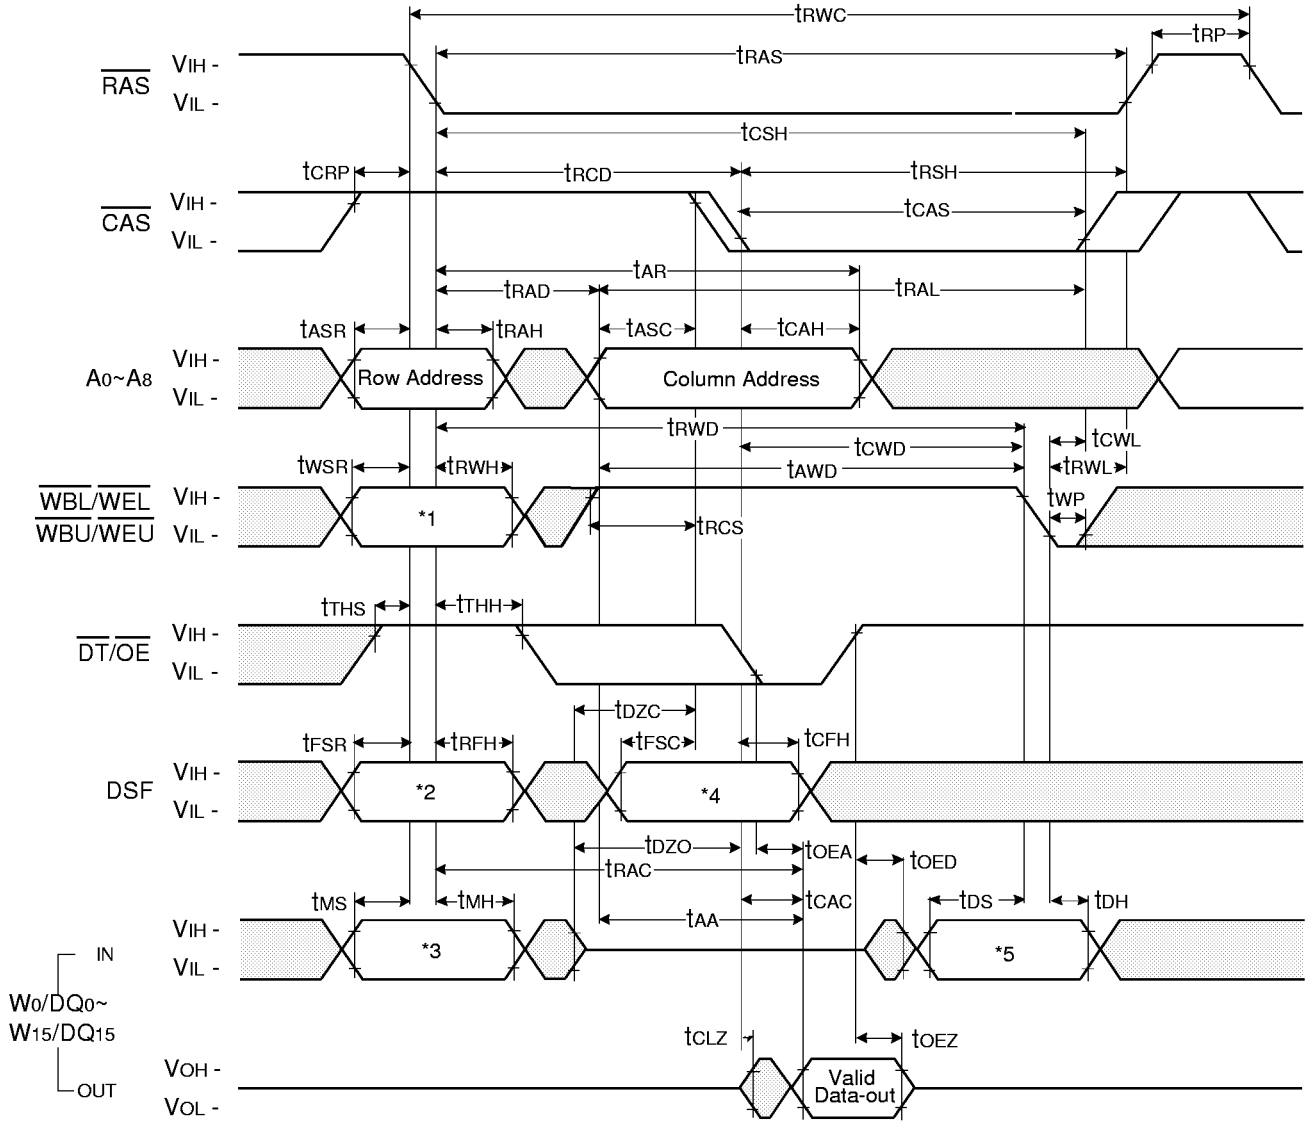 tRWC
tRP
tRAS
RAS VIH -
VIL -
tCSH
tCRP tRCD tRSH
CAS VIH -
VIL -
tCAS
tAR
tRAD tRAL
tASR tRAH tASC tCAH
A0~A8 VIH -
VIL -
Row Address Column Address
tRWD
tCWD tCWL
tWSR tRWH tAWD tRWL
WBL/WEL VIH -
WBU/WEU VIL -
*1
tWP
tRCS
tTHS tTHH
DT/OE VIH -
VIL -
tDZC
tFSR tRFH tFSC tCFH
DSF VIH -
VIL -
*2 *4
tDZO tOEA tOED
tRAC
tMS tMH tCAC tDS tDH
tAA
VIH -
IN VIL -
*3 *5
W0/DQ0~
W15/DQ15
tCLZ tOEZ
OUT VOH -
VOL -
Valid
Data-out